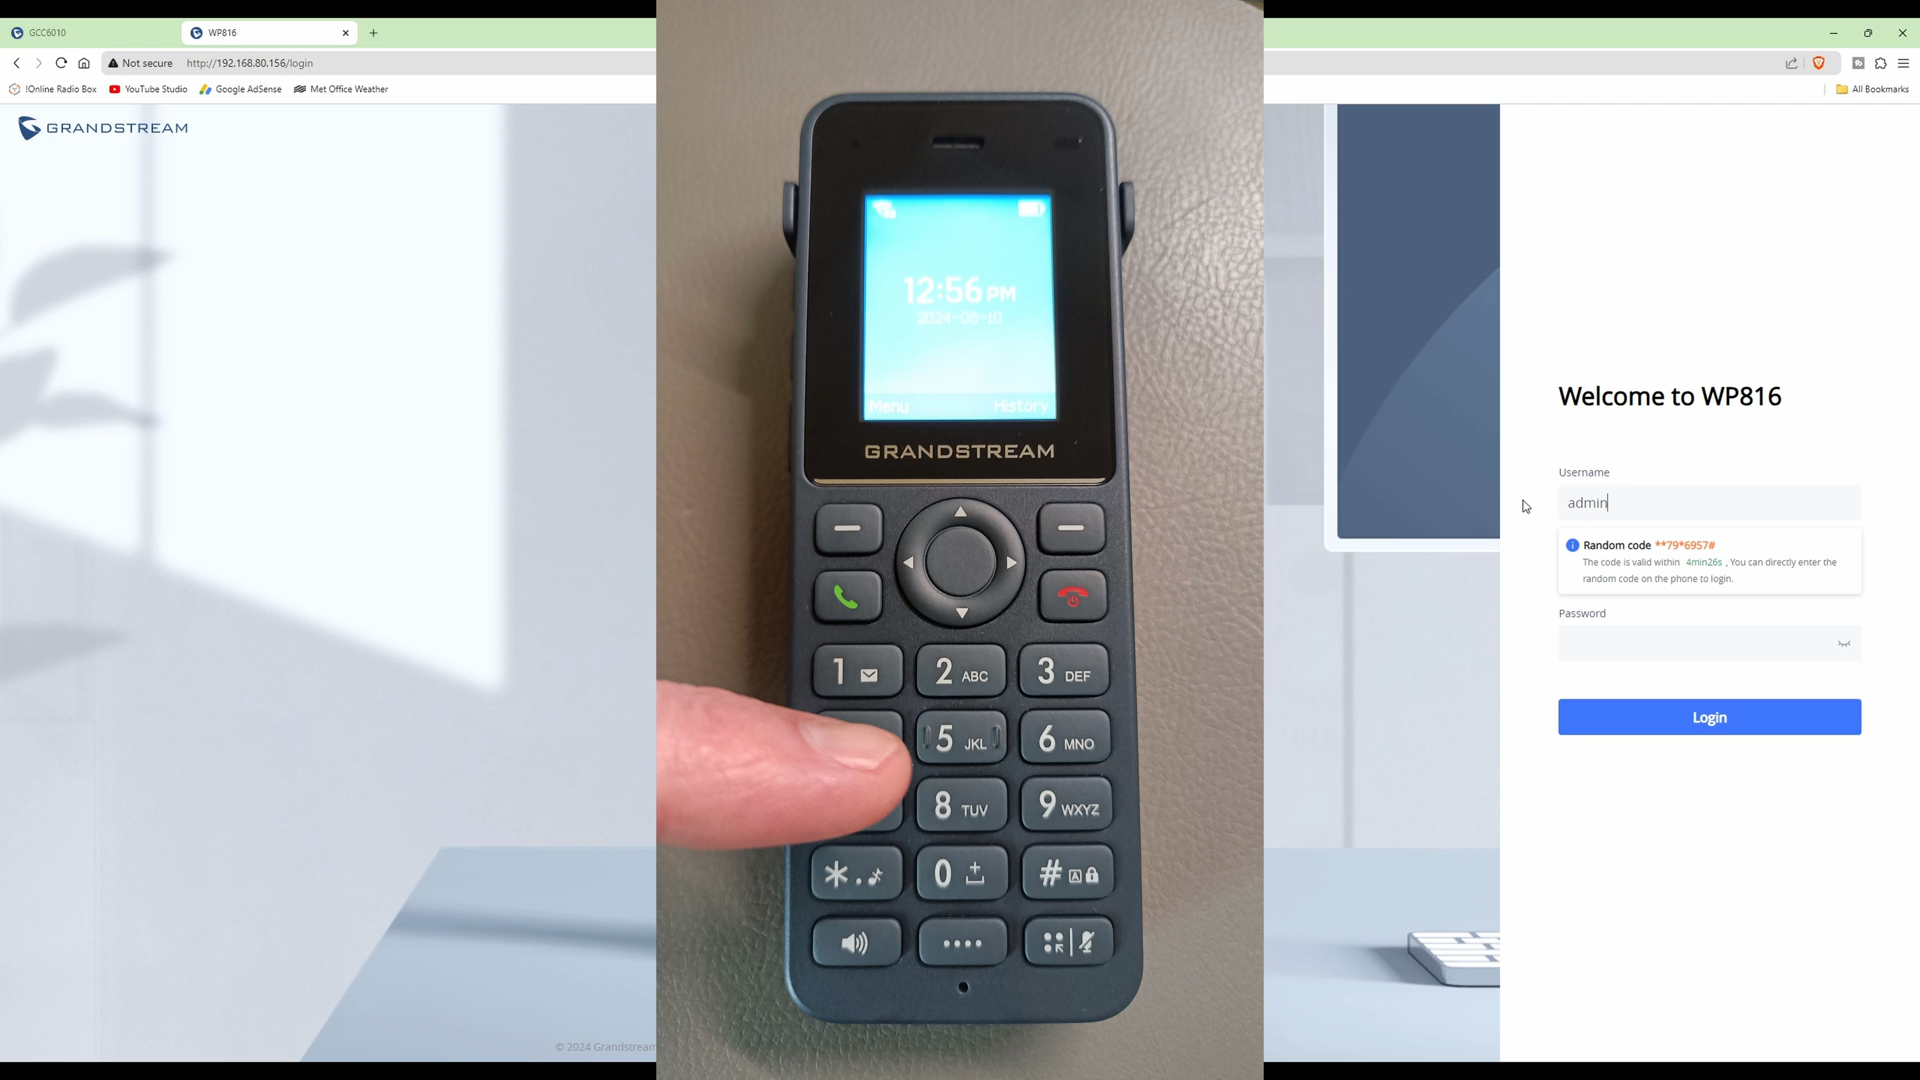 GCC6010
WP816
Not secure
http://192.168.80.156/login
!Online Radio Box
YouTube Studio
Google AdSense
Met Office Weather
All Bookmarks
GRANDSTREAM
12:56 PM
2024-08-10
Menu
History
GRANDSTREAM
1
2 ABC
3 DEF
5 JKL
6 MNO
8 TUV
9 WXYZ
* .
0 +
# A
Welcome to WP816
Username
admin
Random code **79*6957#
The code is valid within 4min26s , You can directly enter the
random code on the phone to login.
Password
Login
© 2024 Grandstream